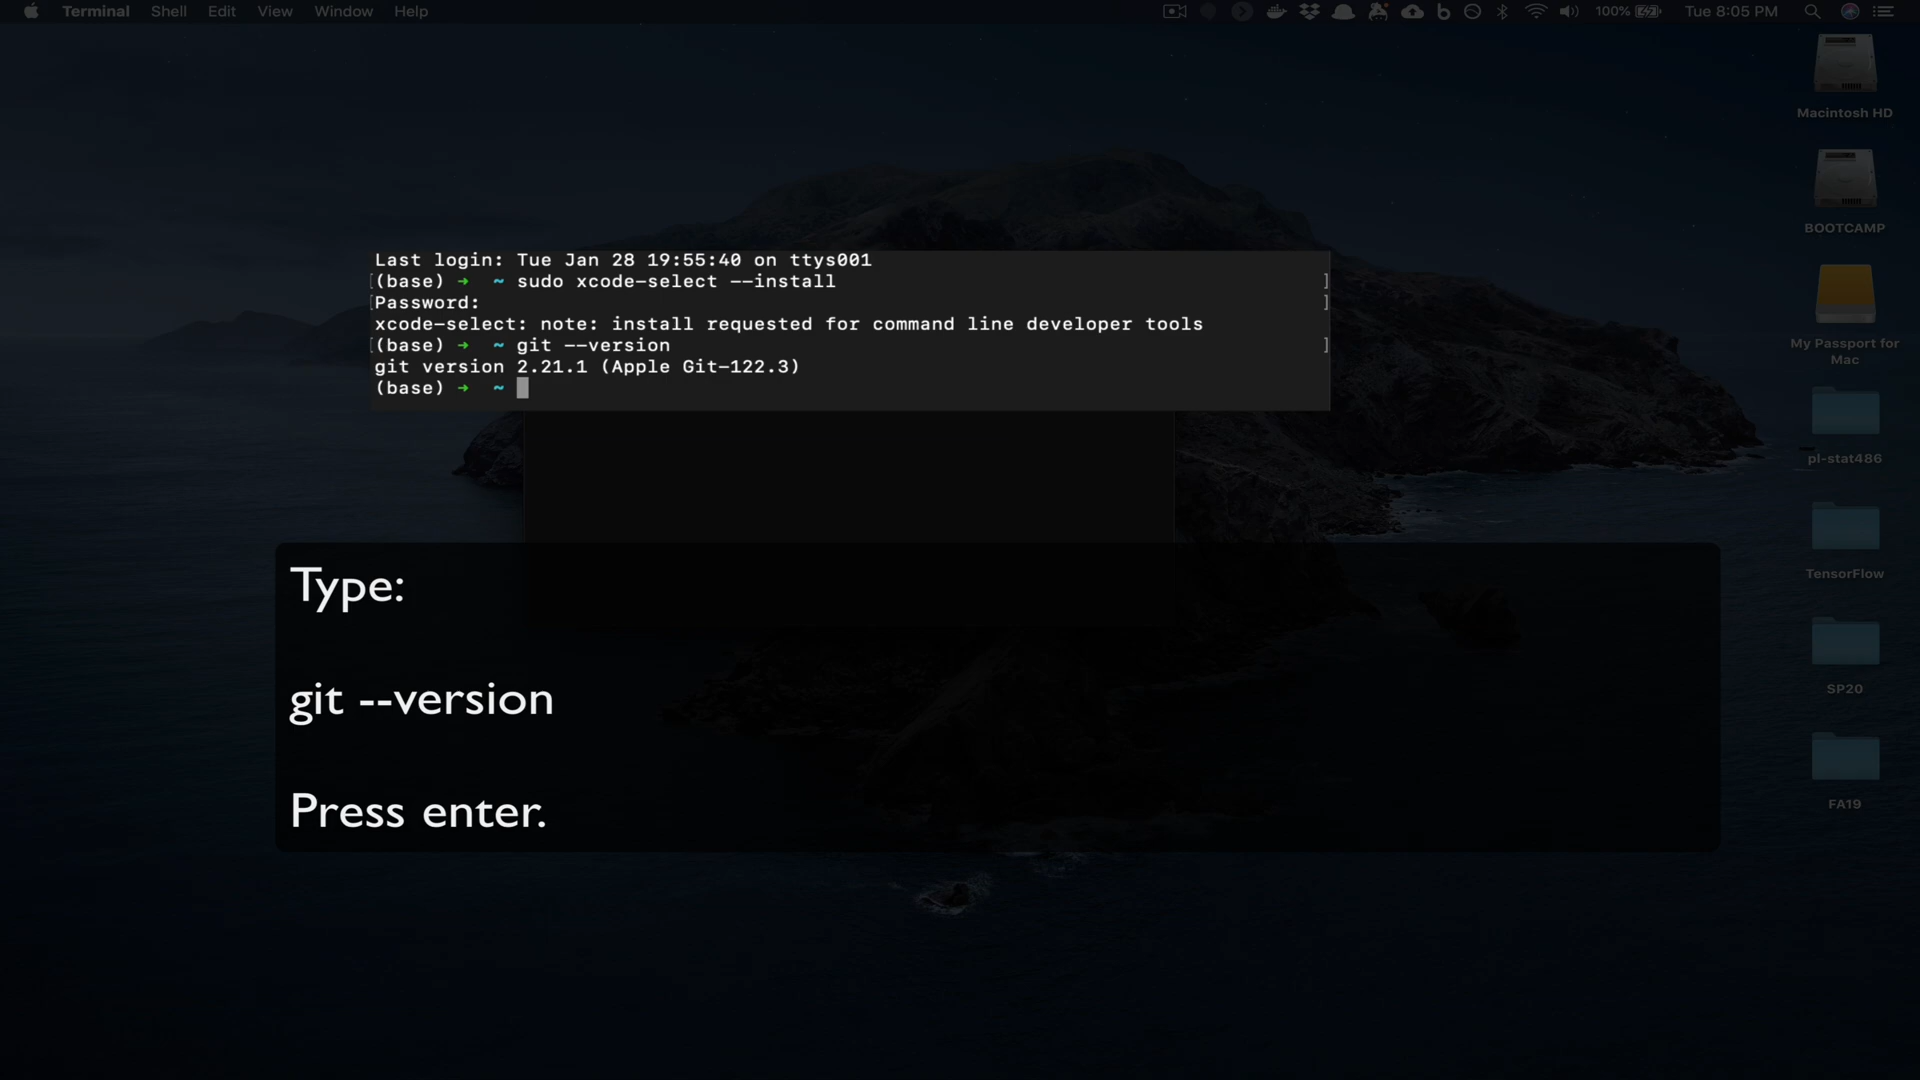 Terminal Shell Edit View Window Help 100% Tue 8:05 PM
Macintosh HD
BOOTCAMP
My Passport for
Mac
pl-stat486
TensorFlow
SP20
FA19
Last login: Tue Jan 28 19:55:40 on ttys001
[(base) ➜ ~ sudo xcode-select --install ]
[Password: ]
xcode-select: note: install requested for command line developer tools
[(base) ➜ ~ git --version ]
git version 2.21.1 (Apple Git-122.3)
(base) ➜ ~
Type:
git --version
Press enter.